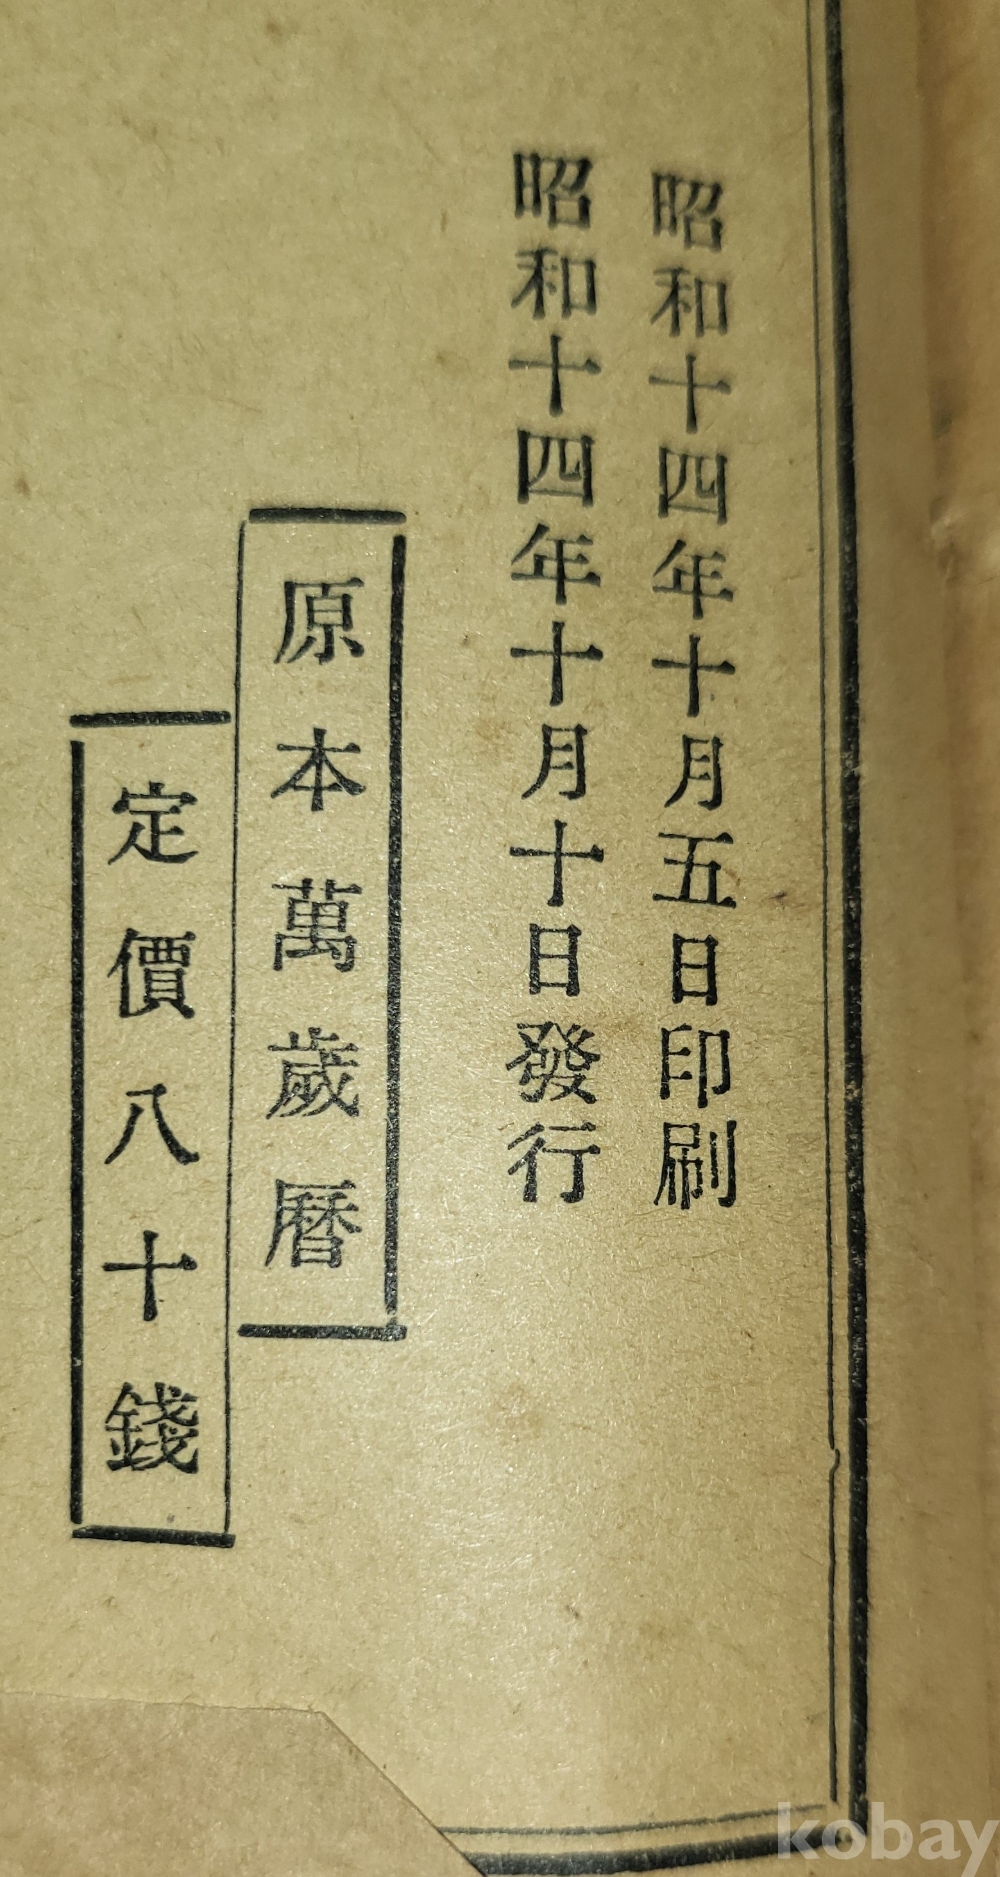 昭和十四年十月五日印刷
昭和十四年十月十日發行
原本萬歲曆
定價八十錢
kobay